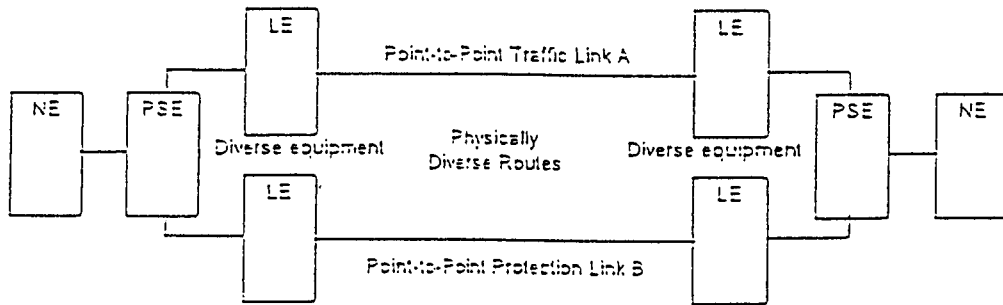 LE
LE
Point-to-Point Traffic Link A
NE
PSE
PSE
NE
Diverse equipment
Physically
Diverse Routes
Diverse equipment
LE
LE
Point-to-Point Protection Link B